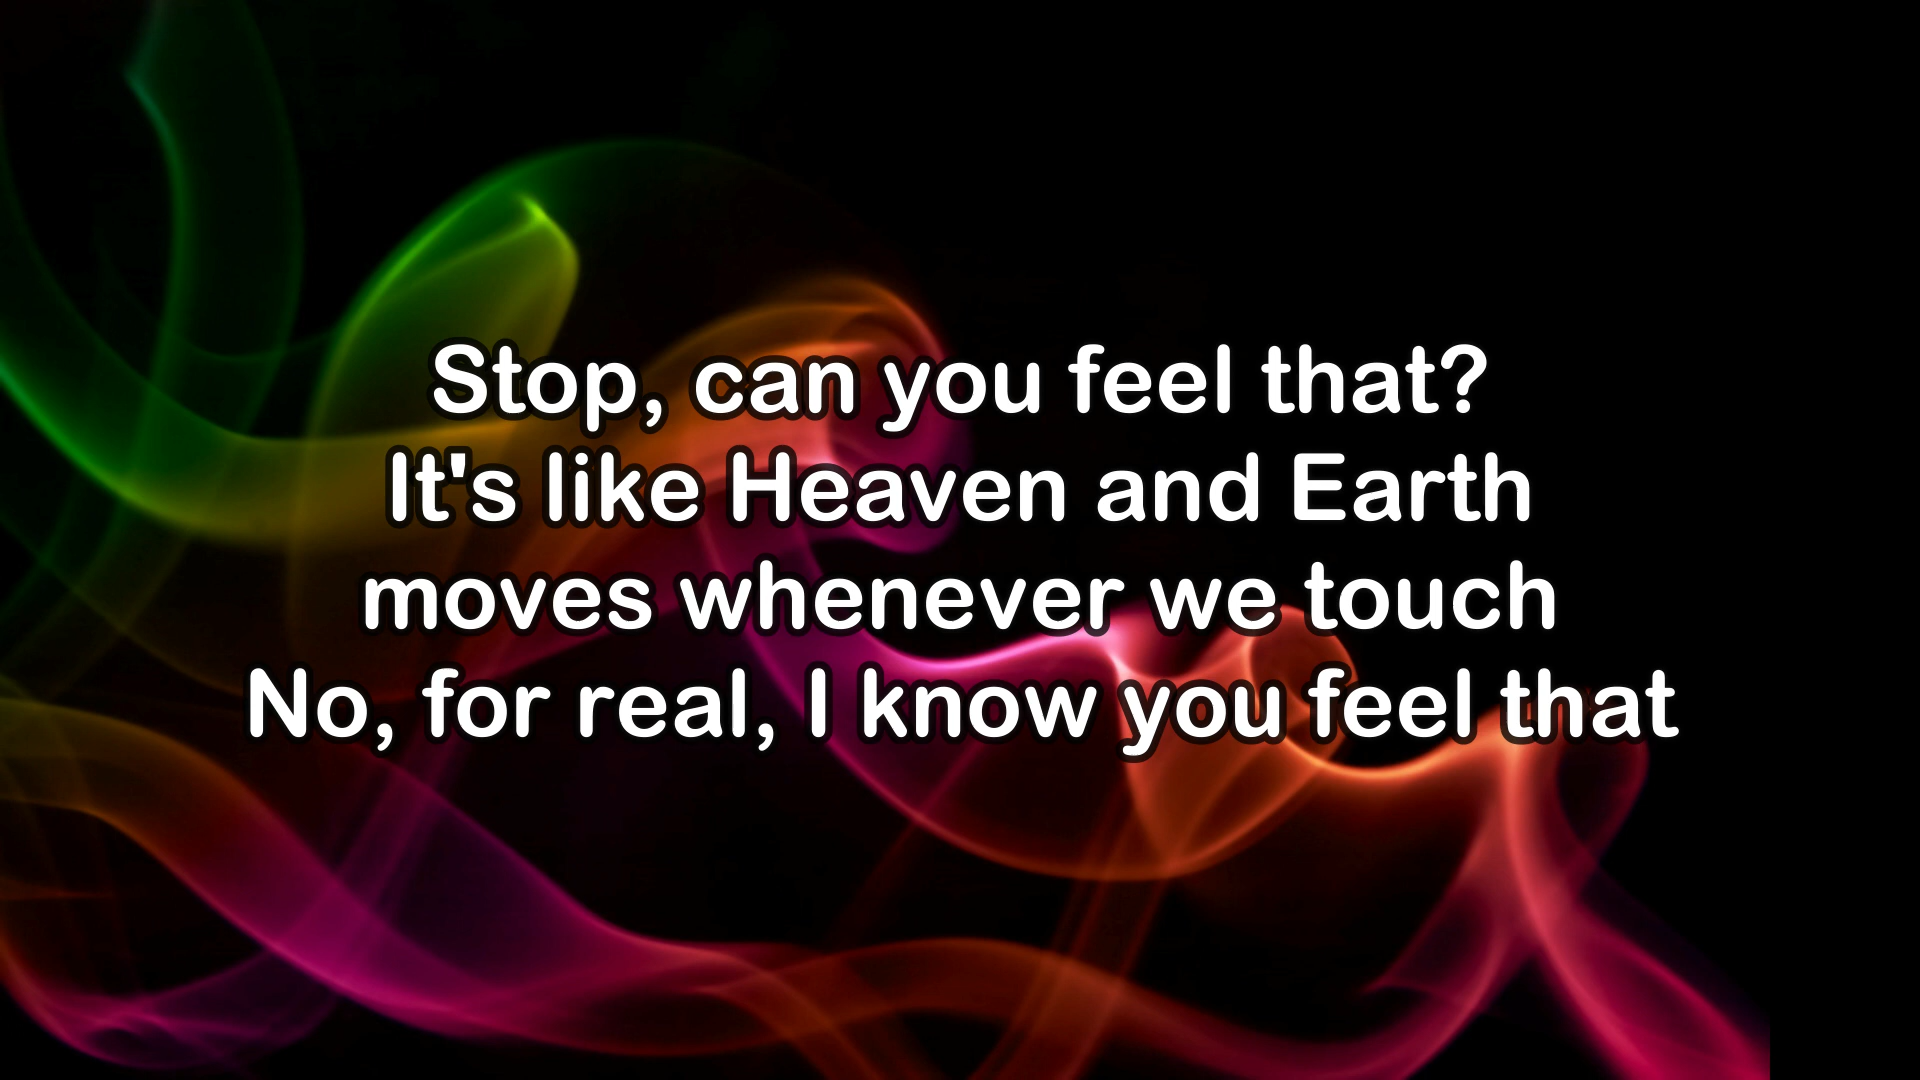 Stop, can you feel that?
It's like Heaven and Earth
moves whenever we touch
No, for real, I know you feel that